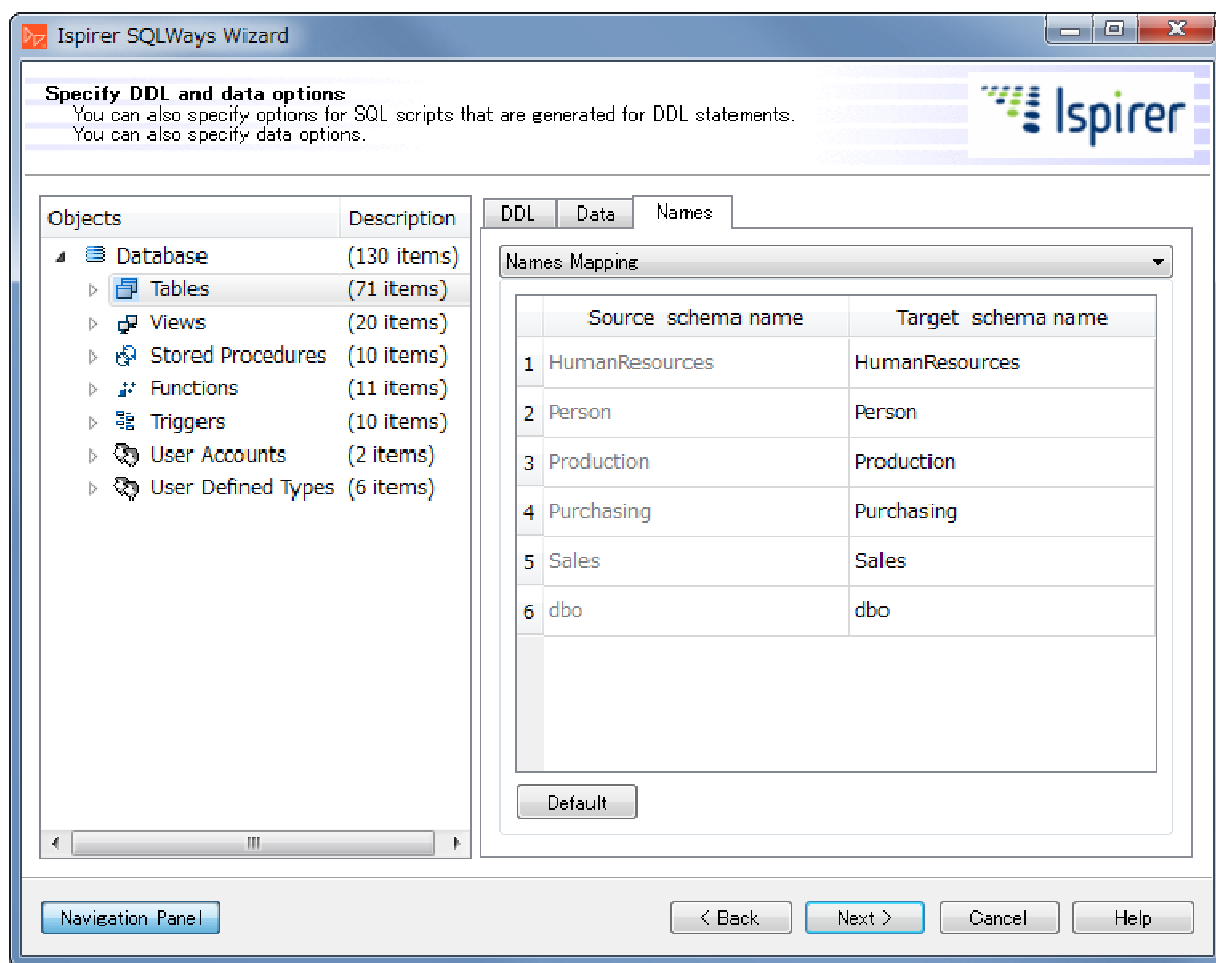 Ispirer SQLWays Wizard
Specify DDL and data options
You can also specify options for SQL scripts that are generated for DDL statements.
You can also specify data options.
Ispirer
Objects Description
Database (130 items)
Tables (71 items)
Views (20 items)
Stored Procedures (10 items)
Functions (11 items)
Triggers (10 items)
User Accounts (2 items)
User Defined Types (6 items)
DDL Data Names
Names Mapping
Source schema name Target schema name
1 HumanResources HumanResources
2 Person Person
3 Production Production
4 Purchasing Purchasing
5 Sales Sales
6 dbo dbo
Default
Navigation Panel < Back Next > Cancel Help